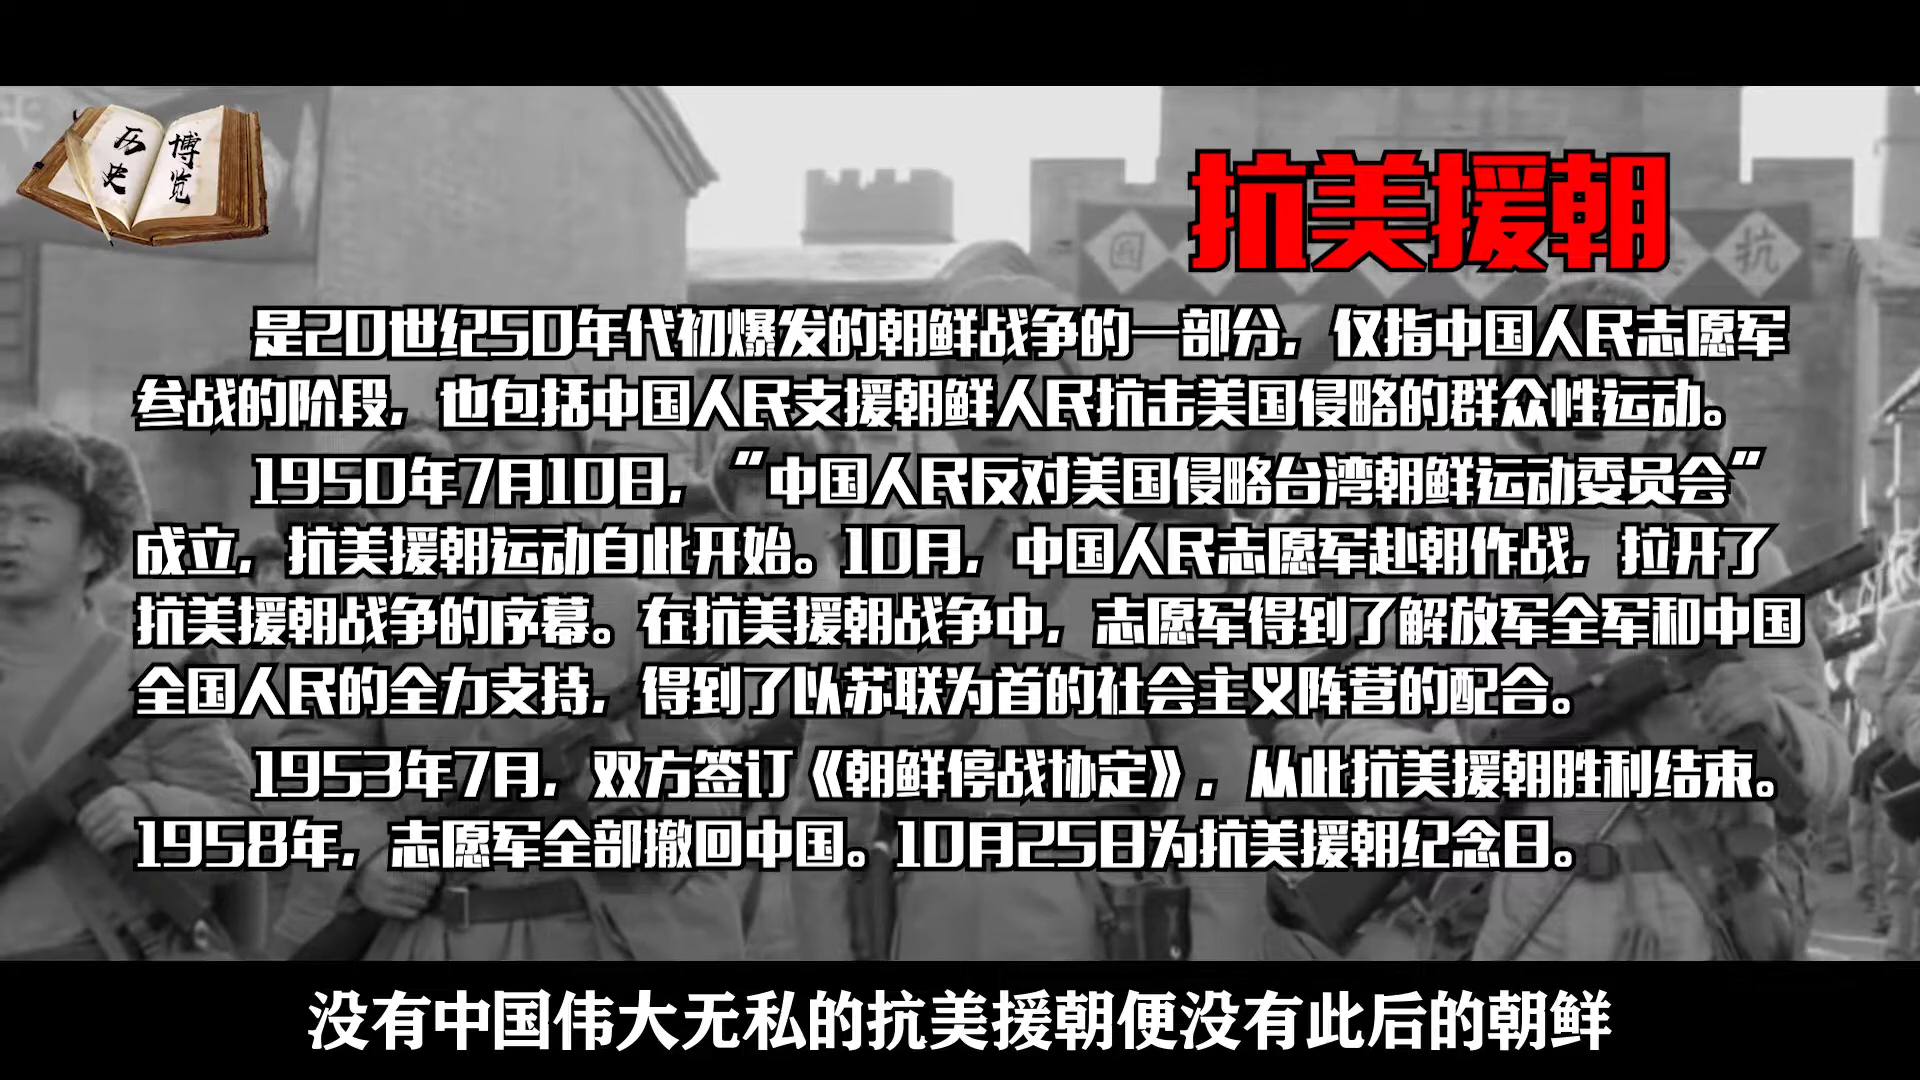 历史
博览
抗美援朝
國 抗
是20世纪50年代初爆发的朝鲜战争的一部分，仅指中国人民志愿军
参战的阶段，也包括中国人民支援朝鲜人民抗击美国侵略的群众性运动。
1950年7月10日，“中国人民反对美国侵略台湾朝鲜运动委员会”
成立，抗美援朝运动自此开始。10月，中国人民志愿军赴朝作战，拉开了
抗美援朝战争的序幕。在抗美援朝战争中，志愿军得到了解放军全军和中国
全国人民的全力支持，得到了以苏联为首的社会主义阵营的配合。
1953年7月，双方签订《朝鲜停战协定》，从此抗美援朝胜利结束。
1958年，志愿军全部撤回中国。10月25日为抗美援朝纪念日。
没有中国伟大无私的抗美援朝便没有此后的朝鲜